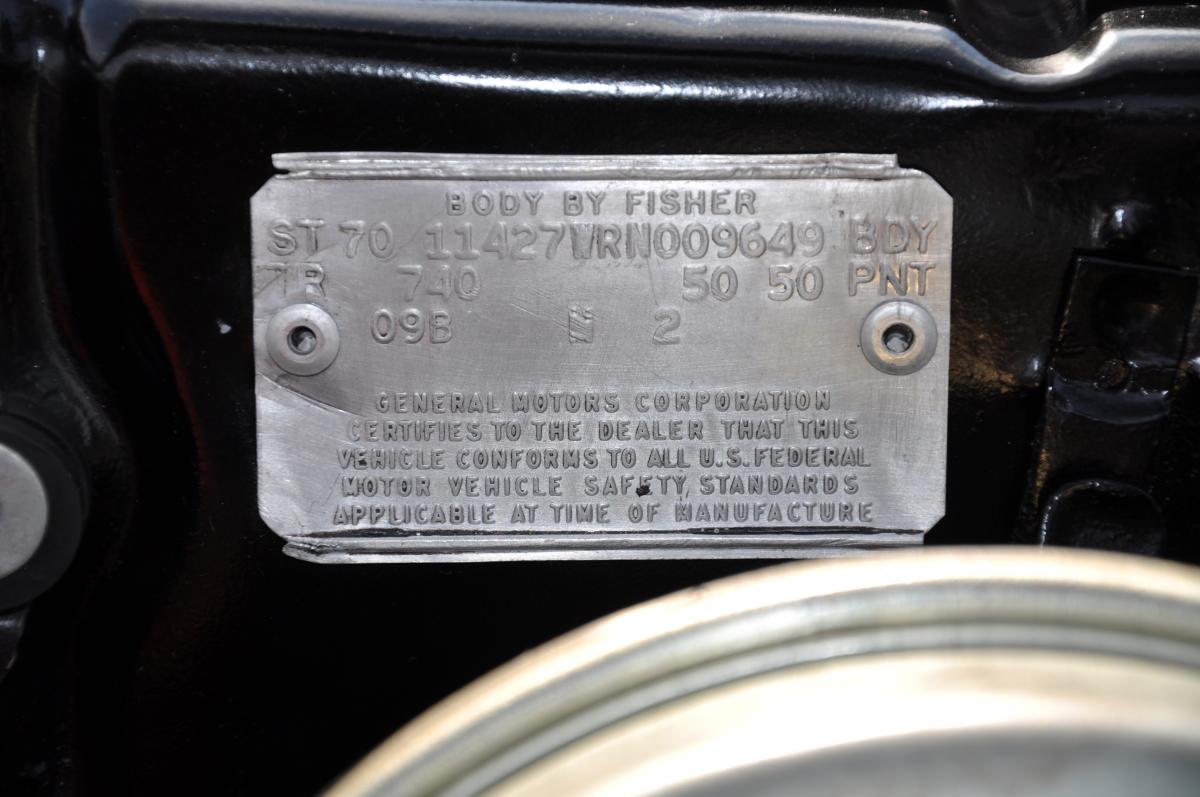 BODY BY FISHER
ST 70 11427WRN009649 BDY
TR 740 50 50 PNT
09B N 2
GENERAL MOTORS CORPORATION
CERTIFIES TO THE DEALER THAT THIS
VEHICLE CONFORMS TO ALL U.S. FEDERAL
MOTOR VEHICLE SAFETY STANDARDS
APPLICABLE AT TIME OF MANUFACTURE